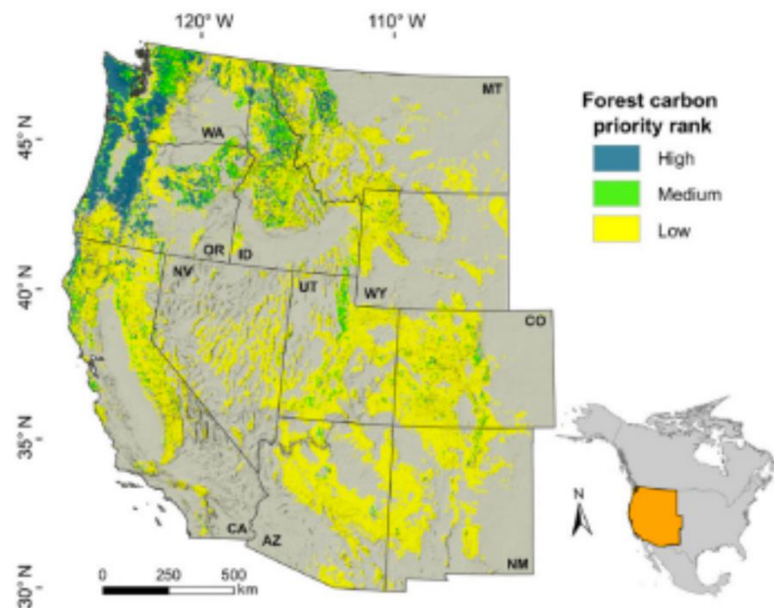 120° W
110° W
45° N
40° N
35° N
30° N
MT
WA
OR
ID
NV
UT
WY
CO
CA
AZ
NM
Forest carbon
priority rank
High
Medium
Low
N
0
250
500
km